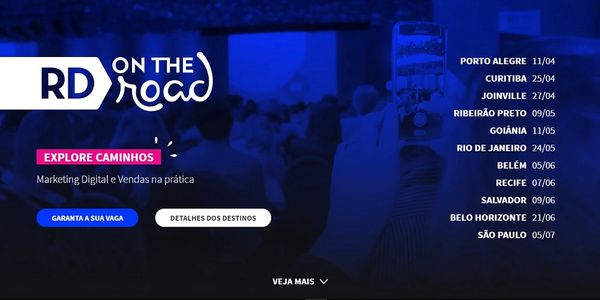 RD ON THE
road
EXPLORE CAMINHOS
Marketing Digital e Vendas na prática
GARANTA A SUA VAGA
DETALHES DOS DESTINOS
PORTO ALEGRE 11/04
CURITIBA 25/04
JOINVILLE 27/04
RIBEIRÃO PRETO 09/05
GOIÂNIA 11/05
RIO DE JANEIRO 24/05
BELÉM 05/06
RECIFE 07/06
SALVADOR 09/06
BELO HORIZONTE 21/06
SÃO PAULO 05/07
VEJA MAIS